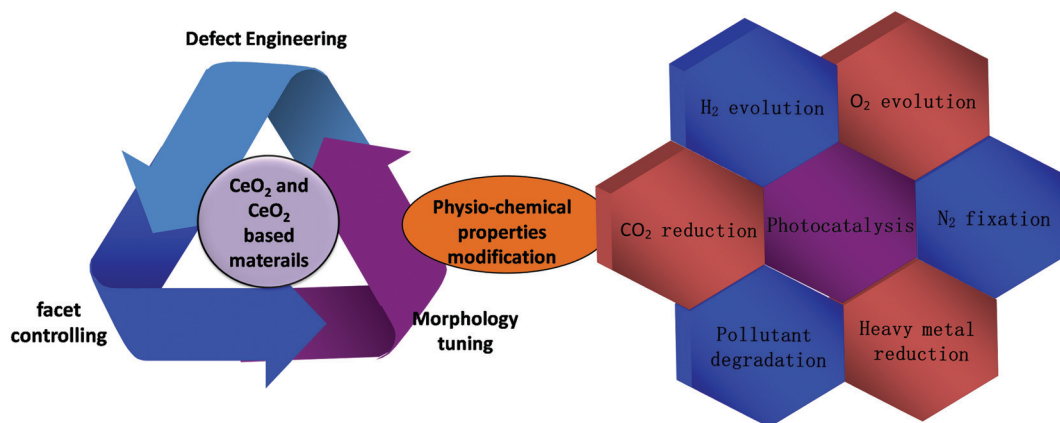 Defect Engineering
CeO₂ and
CeO₂
based
materails
facet
controlling
Morphology
tuning
Physio-chemical
properties
modification
H₂ evolution
O₂ evolution
CO₂ reduction
Photocatalysis
N₂ fixation
Pollutant
degradation
Heavy metal
reduction